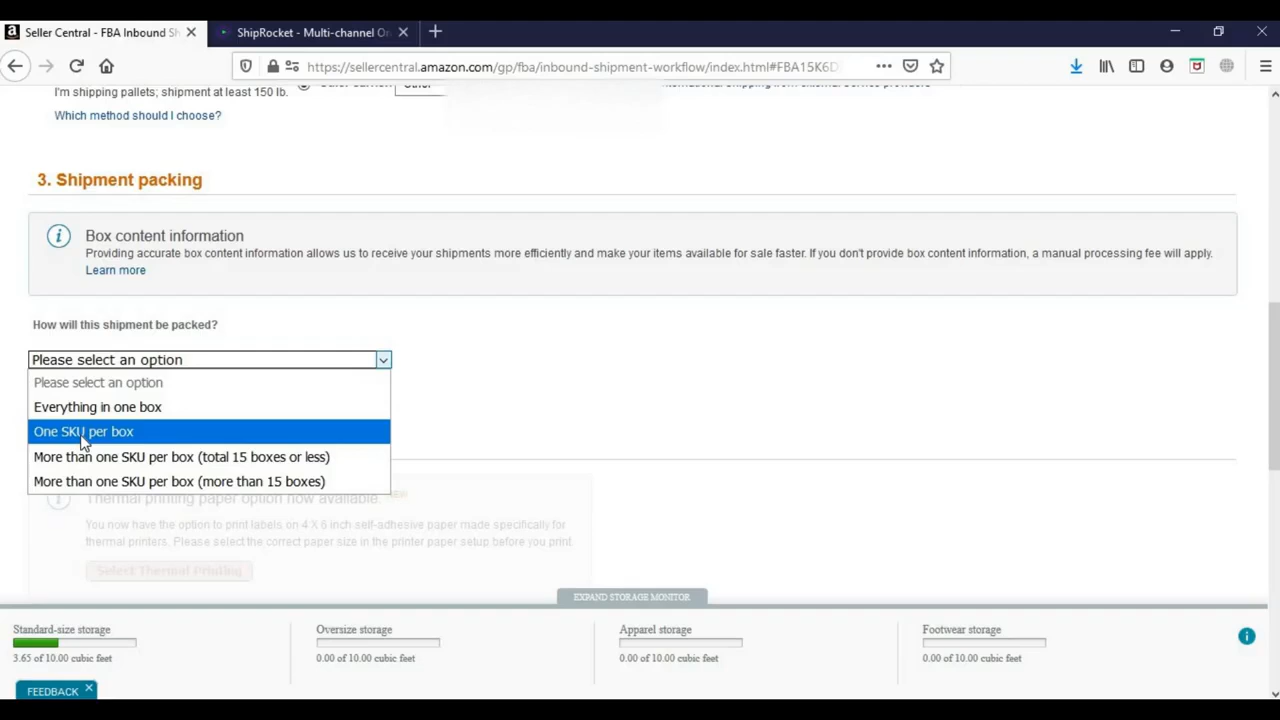 Seller Central - FBA Inbound Sh
ShipRocket - Multi-channel O
https://sellercentral.amazon.com/gp/fba/inbound-shipment-workflow/index.html#FBA15K6D
I'm shipping pallets; shipment at least 150 lb.
Which method should I choose?
3. Shipment packing
Box content information
Providing accurate box content information allows us to receive your shipments more efficiently and make your items available for sale faster. If you don't provide box content information, a manual processing fee will apply.
Learn more
How will this shipment be packed?
Please select an option
Please select an option
Everything in one box
One SKU per box
More than one SKU per box (total 15 boxes or less)
More than one SKU per box (more than 15 boxes)
Thermal printing paper option now available.
You now have the option to print labels on 4 X 6 inch self-adhesive paper made specifically for
thermal printers. Please select the correct paper size in the printer paper setup before you print.
Select Thermal Printing
EXPAND STORAGE MONITOR
Standard-size storage
3.65 of 10.00 cubic feet
Oversize storage
0.00 of 10.00 cubic feet
Apparel storage
0.00 of 10.00 cubic feet
Footwear storage
0.00 of 10.00 cubic feet
FEEDBACK